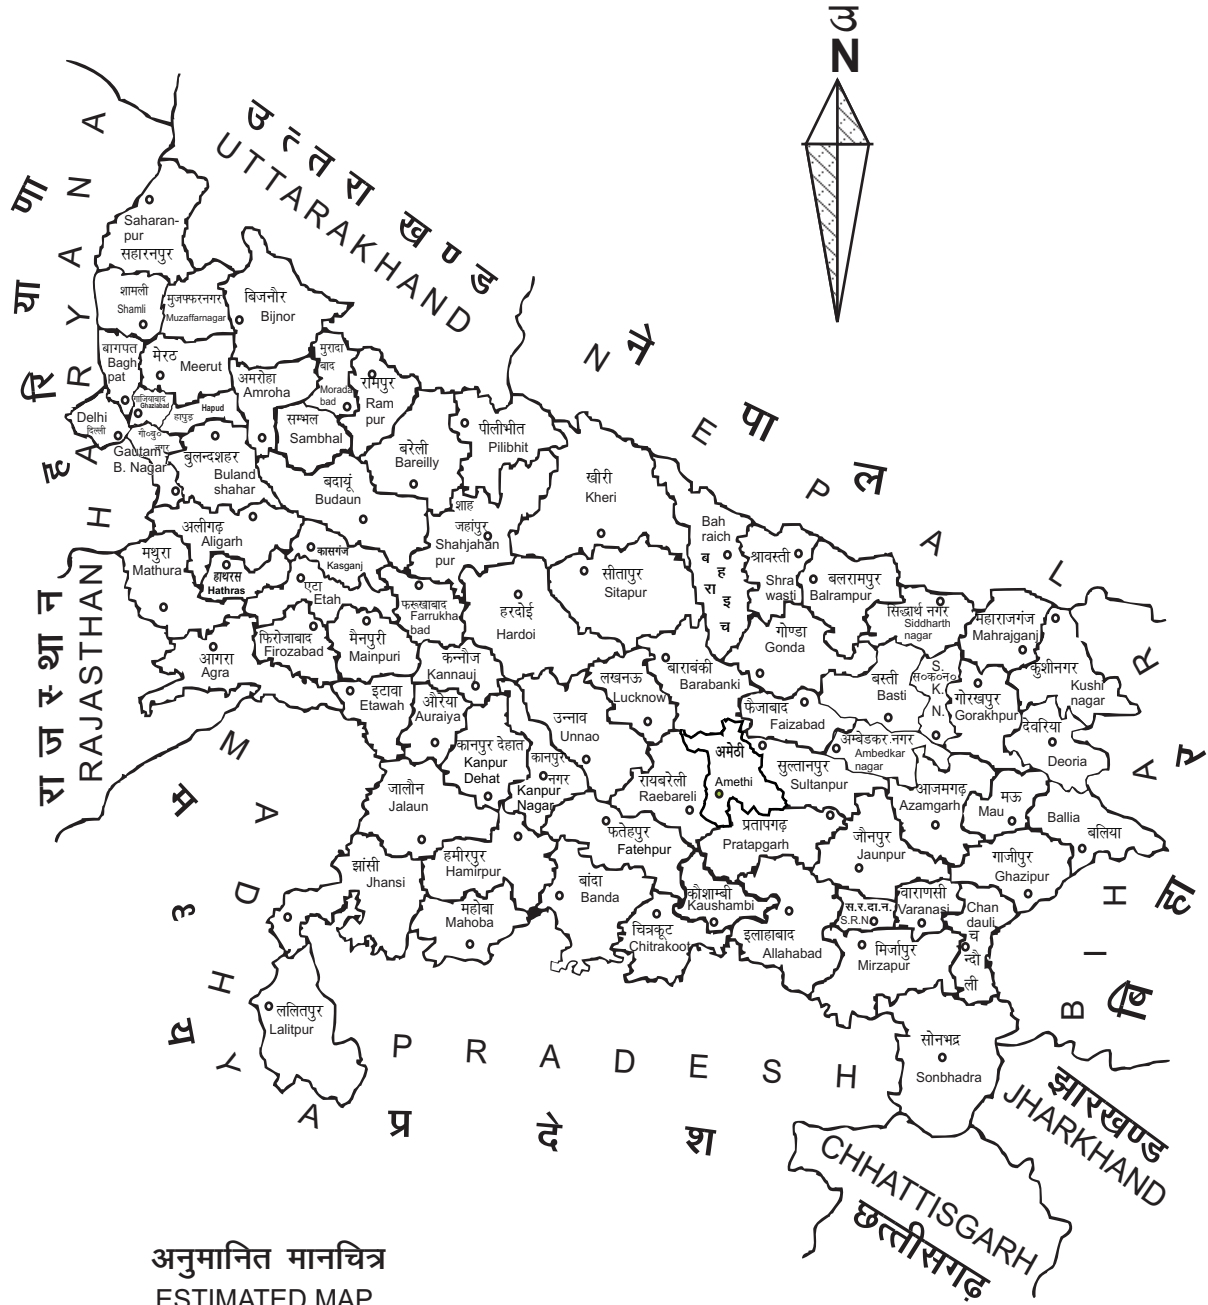 उ
N
हरियाणा
HARYANA
उत्तराखण्ड
UTTARAKHAND
नेपाल
NEPAL
राजस्थान
RAJASTHAN
मध्य प्रदेश
MADHYA PRADESH
बिहार
BIHAR
झारखण्ड
JHARKHAND
CHHATTISGARH
छत्तीसगढ़
Saharan-
pur
सहारनपुर
शामली
Shamli
मुजफ्फरनगर
Muzaffarnagar
बिजनौर
Bijnor
बागपत
Bagh
pat
मेरठ
Meerut
अमरोहा
Amroha
मुरादा
बाद
Morada
bad
रामपुर
Ram
pur
Delhi
दिल्ली
गाजियाबाद
Ghaziabad
हापुड़
Hapud
गौ०बु०
नगर
Gautam
B. Nagar
बुलन्दशहर
Buland
shahar
सम्भल
Sambhal
बरेली
Bareilly
पीलीभीत
Pilibhit
बदायूं
Budaun
खीरी
Kheri
शाह
जहांपुर
Shahjahan
pur
अलीगढ़
Aligarh
मथुरा
Mathura
हाथरस
Hathras
कासगंज
Kasganj
एटा
Etah
फरूखाबाद
Farrukha
bad
हरदोई
Hardoi
सीतापुर
Sitapur
Bah
raich
ब
ह
रा
इ
च
श्रावस्ती
Shra
wasti
बलरामपुर
Balrampur
सिद्धार्थ नगर
Siddharth
nagar
महाराजगंज
Mahrajganj
कुशीनगर
Kushi
nagar
आगरा
Agra
फिरोजाबाद
Firozabad
मैनपुरी
Mainpuri
कन्नौज
Kannauj
इटावा
Etawah
औरैया
Auraiya
कानपुर देहात
Kanpur
Dehat
कानपुर
नगर
Kanpur
Nagar
उन्नाव
Unnao
लखनऊ
Lucknow
बाराबंकी
Barabanki
गोण्डा
Gonda
फैजाबाद
Faizabad
बस्ती
Basti
S.
सं०क०न०
K.
N.
गोरखपुर
Gorakhpur
देवरिया
Deoria
अम्बेडकर नगर
Ambedkar
nagar
अमेठी
Amethi
सुल्तानपुर
Sultanpur
रायबरेली
Raebareli
जालौन
Jalaun
आजमगढ़
Azamgarh
मऊ
Mau
Ballia
बलिया
फतेहपुर
Fatehpur
प्रतापगढ़
Pratapgarh
जौनपुर
Jaunpur
गाजीपुर
Ghazipur
झांसी
Jhansi
हमीरपुर
Hamirpur
बांदा
Banda
महोबा
Mahoba
कौशाम्बी
Kaushambi
चित्रकूट
Chitrakoot
इलाहाबाद
Allahabad
स.र.दा.न.
S.R.N.
वाराणसी
Varanasi
Chan
dauli
च
न्दौ
ली
मिर्जापुर
Mirzapur
ललितपुर
Lalitpur
सोनभद्र
Sonbhadra
अनुमानित मानचित्र
ESTIMATED MAP